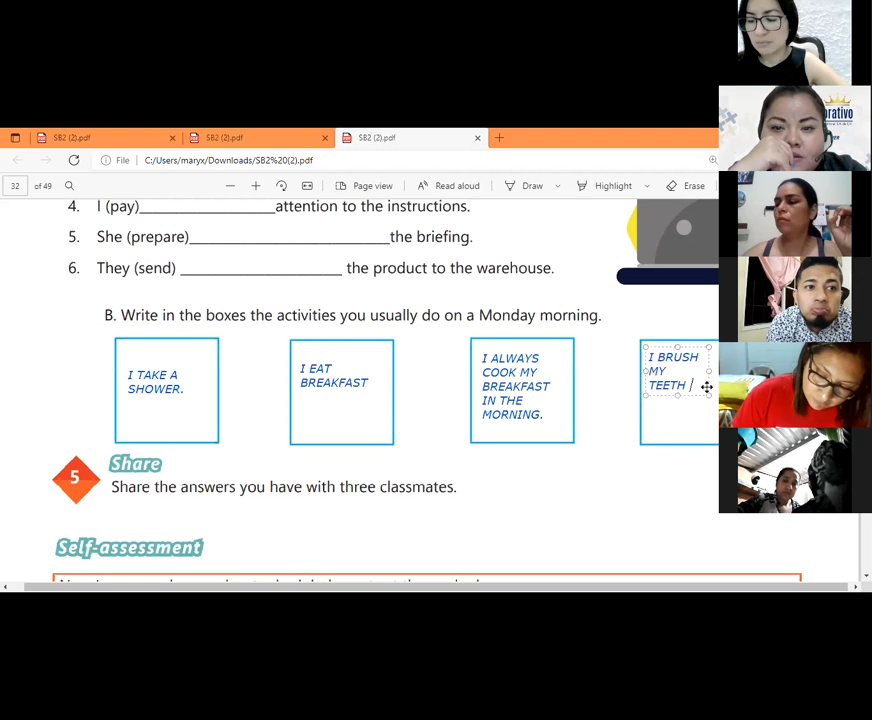 SB2 (2).pdf
SB2 (2).pdf
SB2 (2).pdf
File
C:/Users/maryx/Downloads/SB2%20(2).pdf
32
of 49
Page view
Read aloud
Draw
Highlight
Erase
4. I (pay)_______________attention to the instructions.
5. She (prepare)______________________the briefing.
6. They (send) __________________ the product to the warehouse.
B. Write in the boxes the activities you usually do on a Monday morning.
I TAKE A
SHOWER.
I EAT
BREAKFAST
I ALWAYS
COOK MY
BREAKFAST
IN THE
MORNING.
I BRUSH
MY
TEETH
5
Share
Share the answers you have with three classmates.
Self-assessment